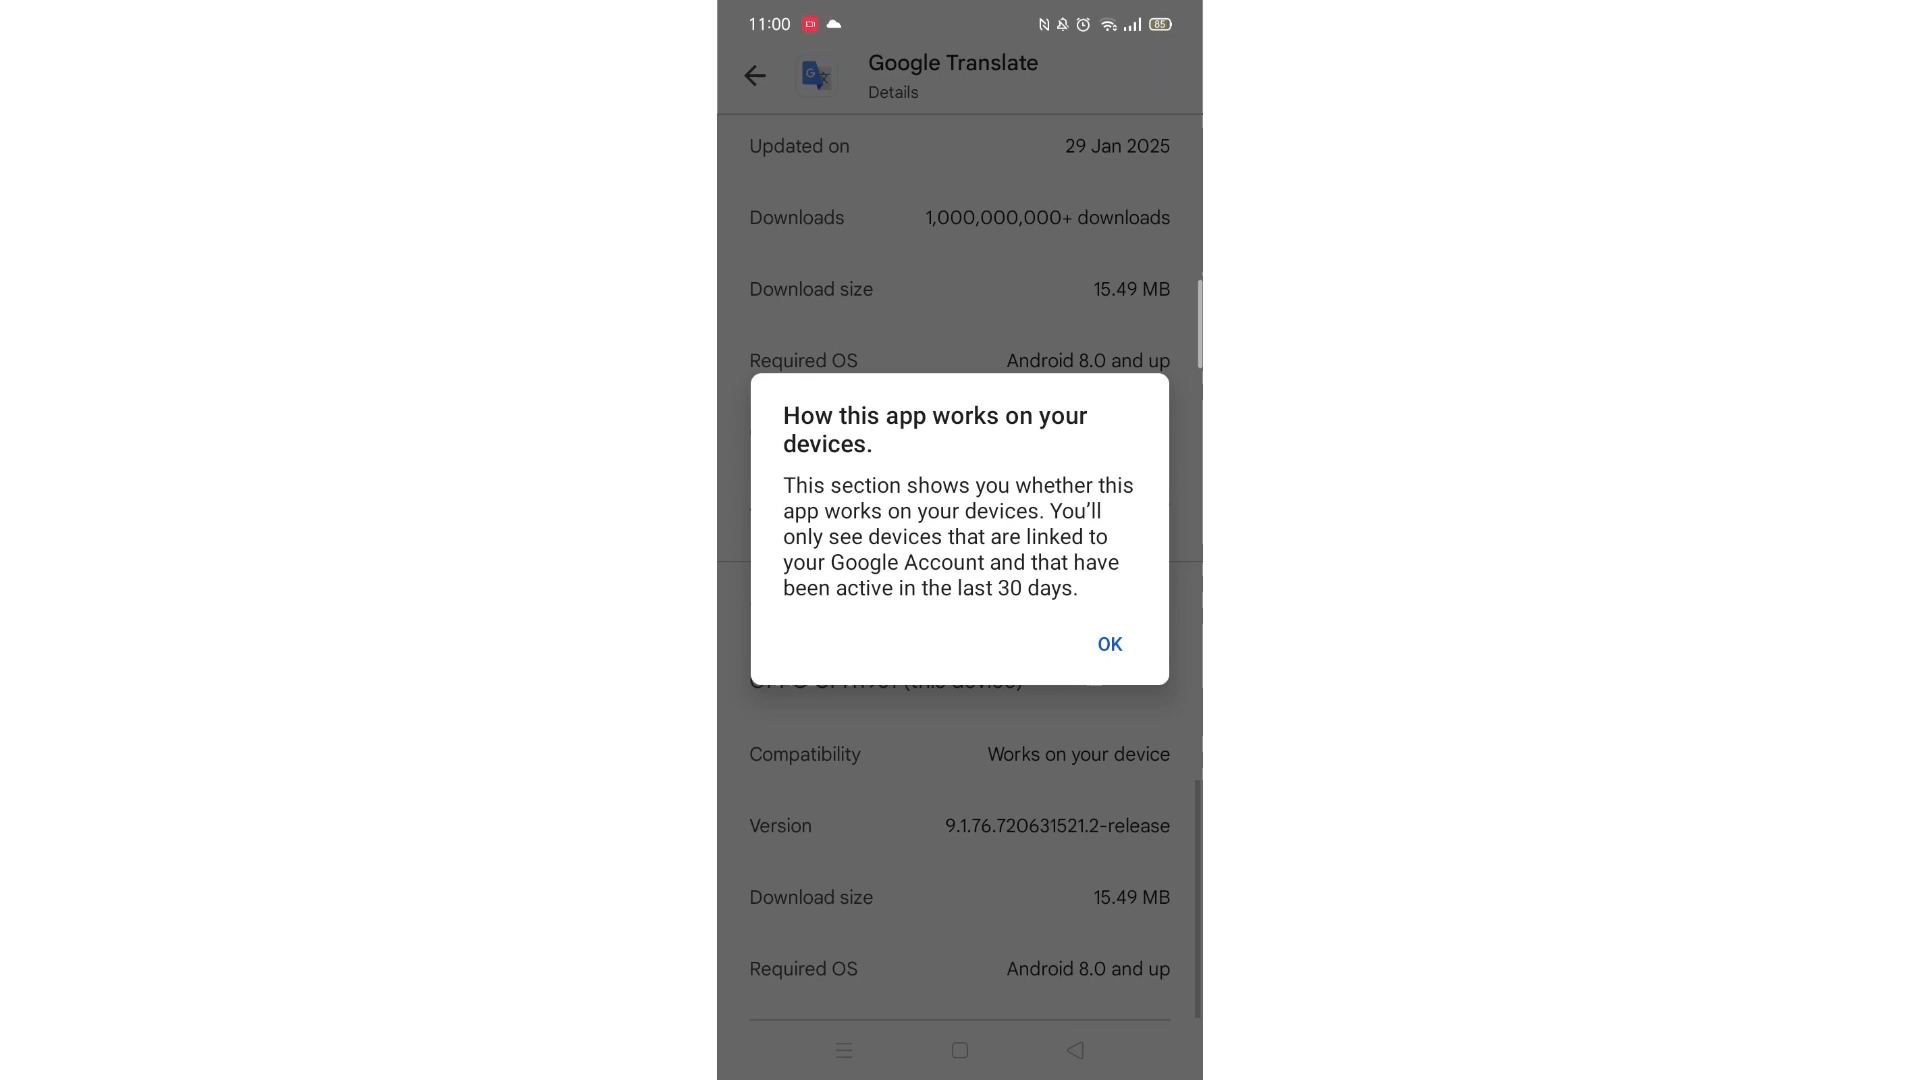 11:00
85
Google Translate
Details
Updated on 29 Jan 2025
Downloads 1,000,000,000+ downloads
Download size 15.49 MB
Required OS Android 8.0 and up
How this app works on your
devices.
This section shows you whether this
app works on your devices. You’ll
only see devices that are linked to
your Google Account and that have
been active in the last 30 days.
OK
(this device)
Compatibility Works on your device
Version 9.1.76.720631521.2-release
Download size 15.49 MB
Required OS Android 8.0 and up